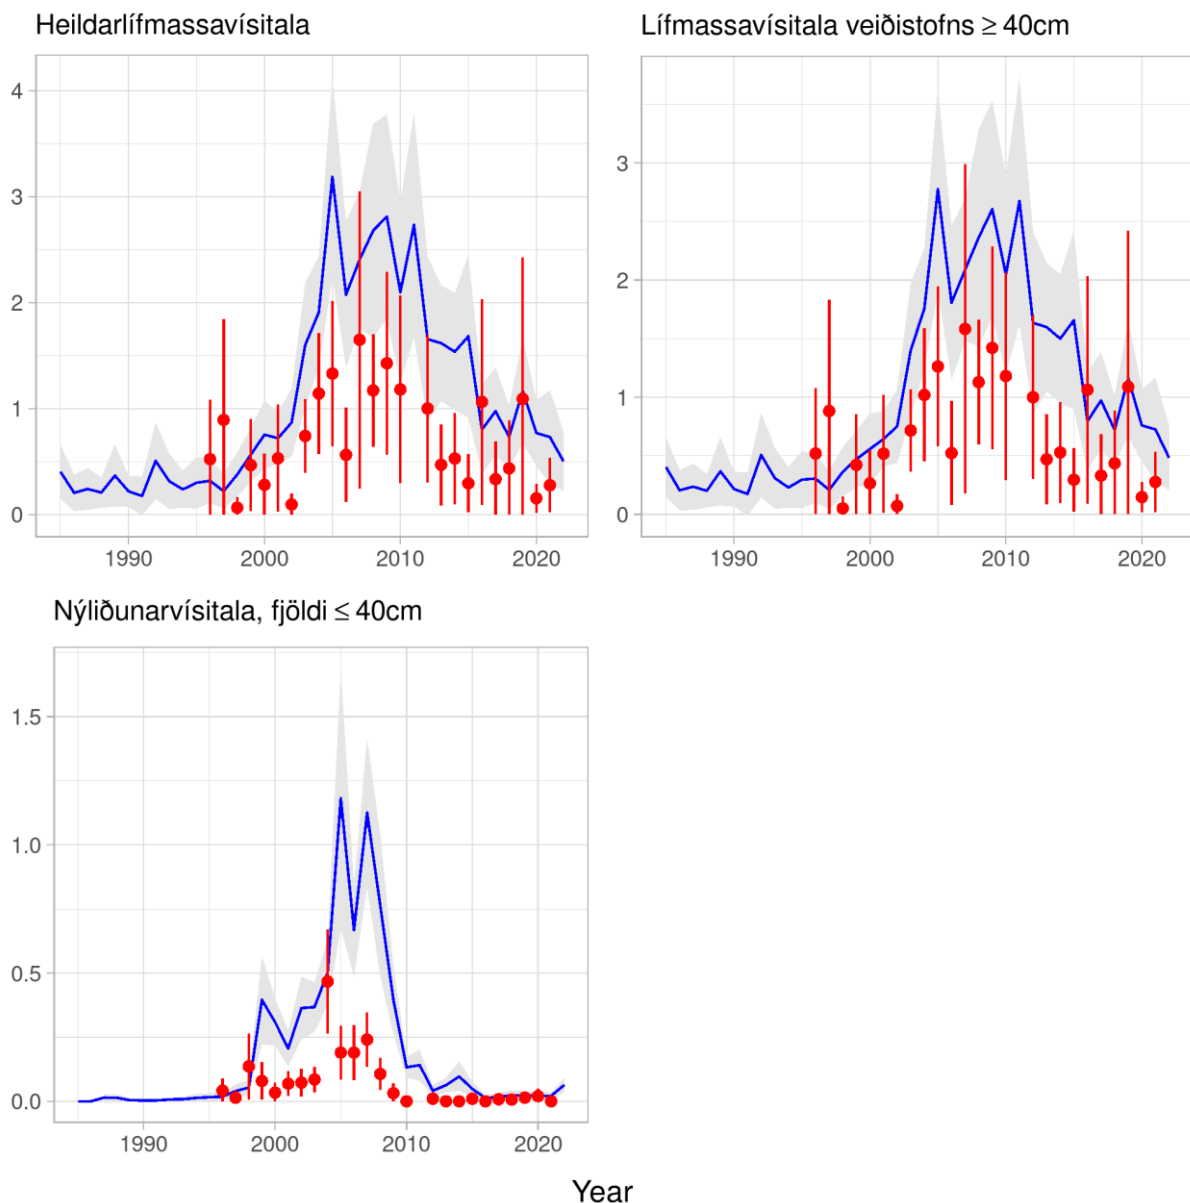 Heildarlífmassavísitala
4
3
2
1
0
1990 2000 2010 2020
Lífmassavísitala veiðistofns ≥ 40cm
3
2
1
0
1990 2000 2010 2020
Nýliðunarvísitala, fjöldi ≤ 40cm
1.5
1.0
0.5
0.0
1990 2000 2010 2020
Year